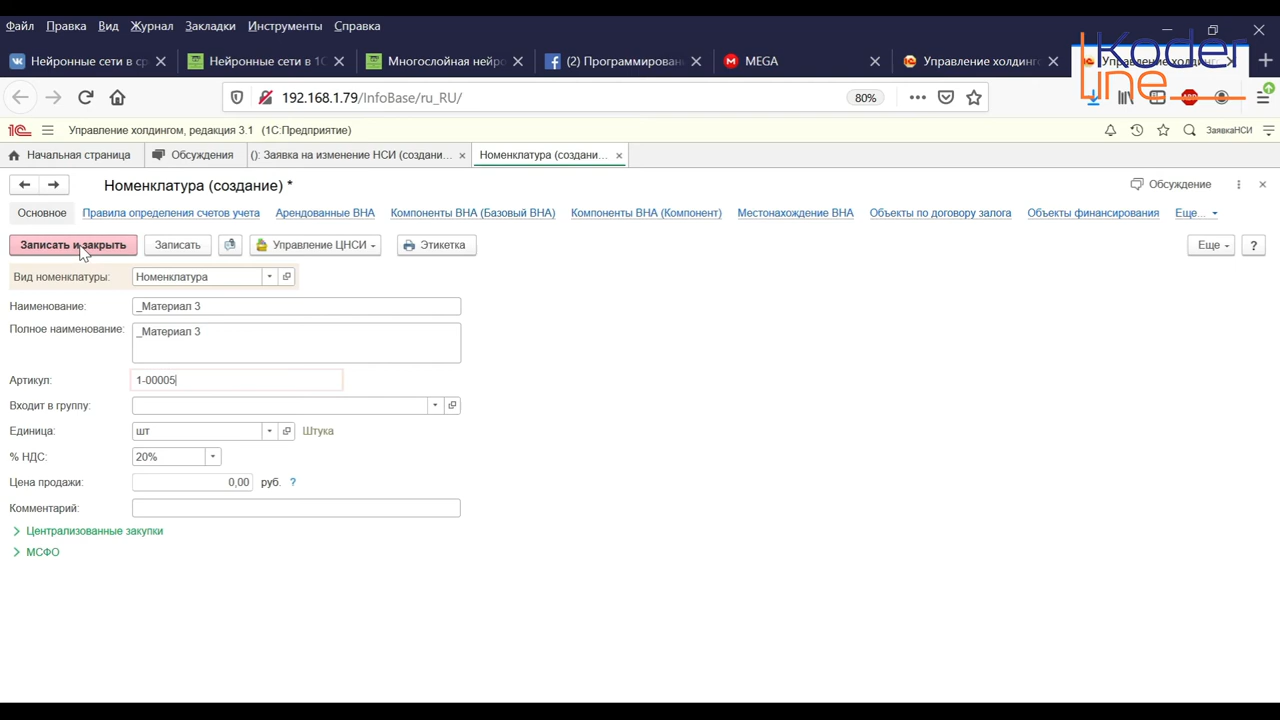 Файл Правка Вид Журнал Закладки Инструменты Справка
Нейронные сети в ср Нейронные сети в 1С Многослойная нейро (2) Программирован MEGA Управление холдинг Управление холдинг
Koder
line
192.168.1.79/InfoBase/ru_RU/ 80% ABP
1С Управление холдингом, редакция 3.1 (1С:Предприятие) ЗаявкаНСИ
Начальная страница Обсуждения (): Заявка на изменение НСИ (создани... Номенклатура (создани...
Номенклатура (создание) * Обсуждение
Основное Правила определения счетов учета Арендованные ВНА Компоненты ВНА (Базовый ВНА) Компоненты ВНА (Компонент) Местонахождение ВНА Объекты по договору залога Объекты финансирования Еще...
Записать и закрыть Записать Управление ЦНСИ Этикетка Еще ?
Вид номенклатуры: Номенклатура
Наименование: _Материал 3
Полное наименование: _Материал 3
Артикул: 1-00005
Входит в группу:
Единица: шт Штука
% НДС: 20%
Цена продажи: 0,00 руб. ?
Комментарий:
Централизованные закупки
МСФО